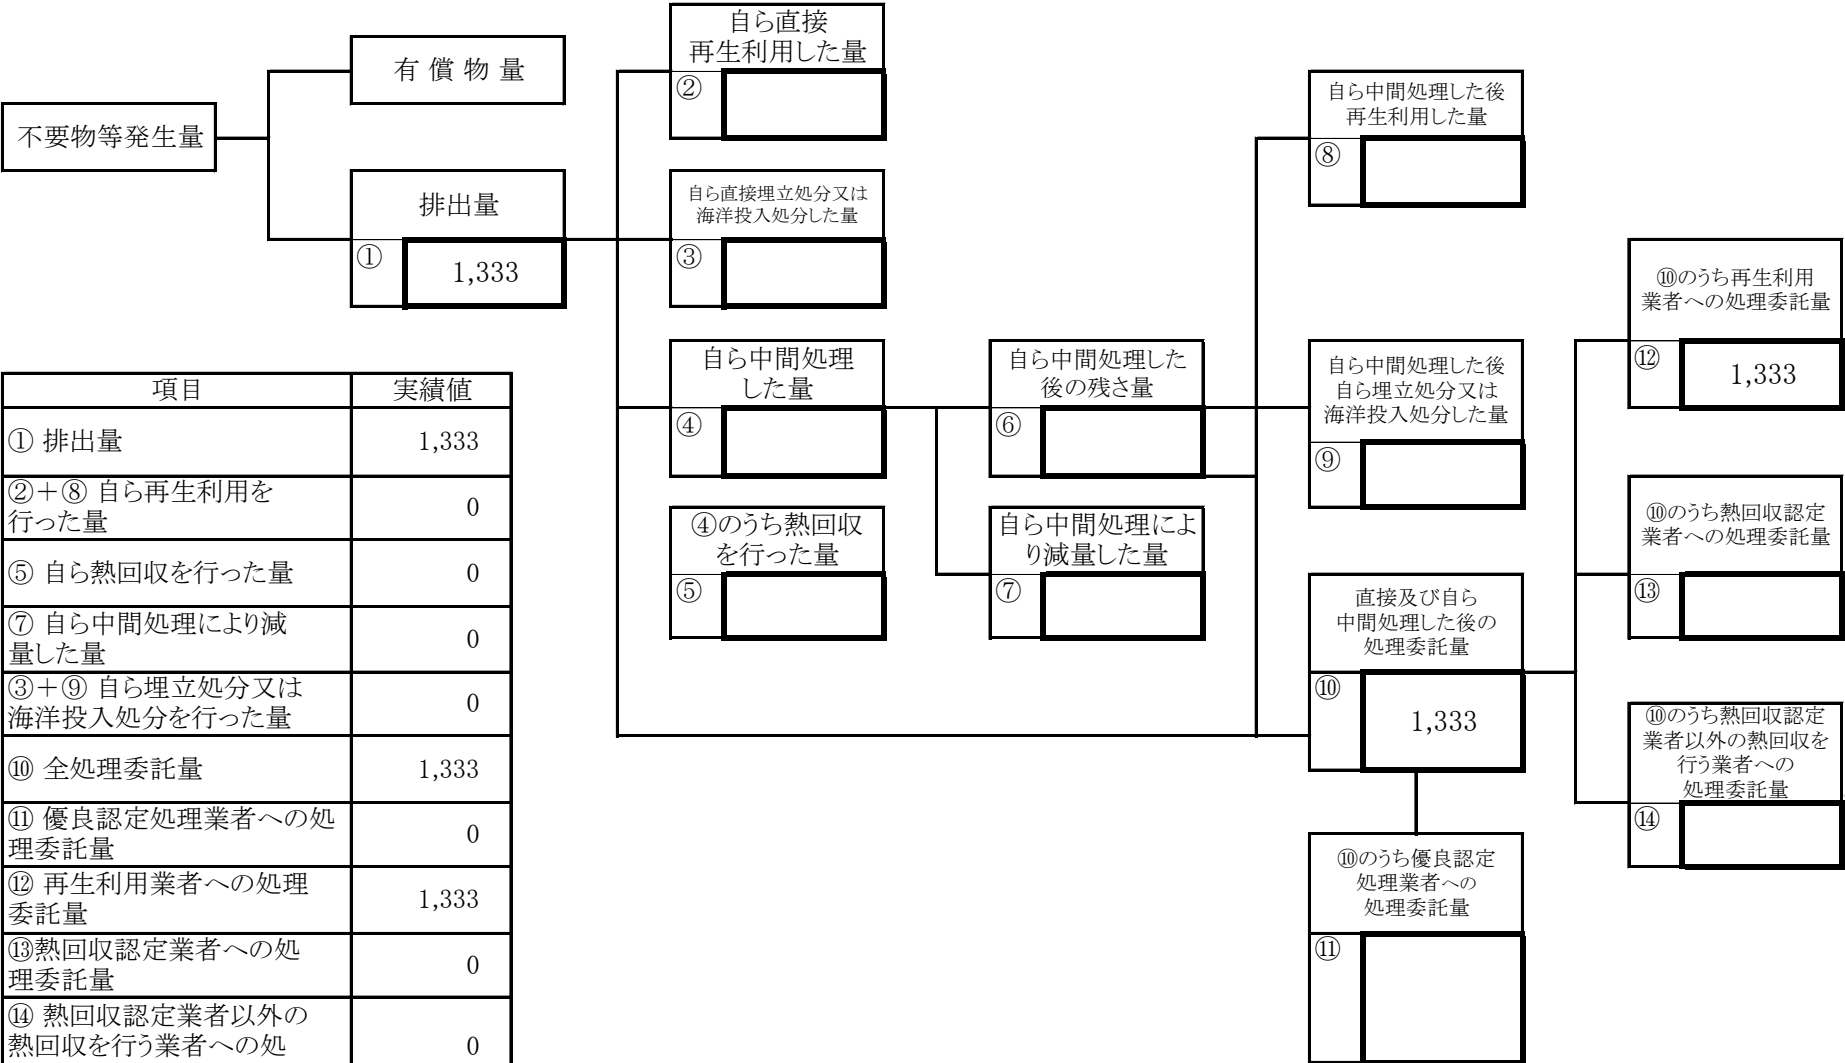 不要物等発生量
有 償 物 量
排出量
①
1,333
自ら直接
再生利用した量
②
自ら直接埋立処分又は
海洋投入処分した量
③
自ら中間処理
した量
④
④のうち熱回収
を行った量
⑤
自ら中間処理した
後の残さ量
⑥
自ら中間処理によ
り減量した量
⑦
自ら中間処理した後
再生利用した量
⑧
自ら中間処理した後
自ら埋立処分又は
海洋投入処分した量
⑨
直接及び自ら
中間処理した後の
処理委託量
⑩
1,333
⑩のうち優良認定
処理業者への
処理委託量
⑪
⑩のうち再生利用
業者への処理委託量
⑫
1,333
⑩のうち熱回収認定
業者への処理委託量
⑬
⑩のうち熱回収認定
業者以外の熱回収を
行う業者への
処理委託量
⑭
項目 実績値
① 排出量 1,333
②+⑧ 自ら再生利用を
行った量 0
⑤ 自ら熱回収を行った量 0
⑦ 自ら中間処理により減
量した量 0
③+⑨ 自ら埋立処分又は
海洋投入処分を行った量 0
⑩ 全処理委託量 1,333
⑪ 優良認定処理業者への処
理委託量 0
⑫ 再生利用業者への処理
委託量 1,333
⑬熱回収認定業者への処
理委託量 0
⑭ 熱回収認定業者以外の
熱回収を行う業者への処 0